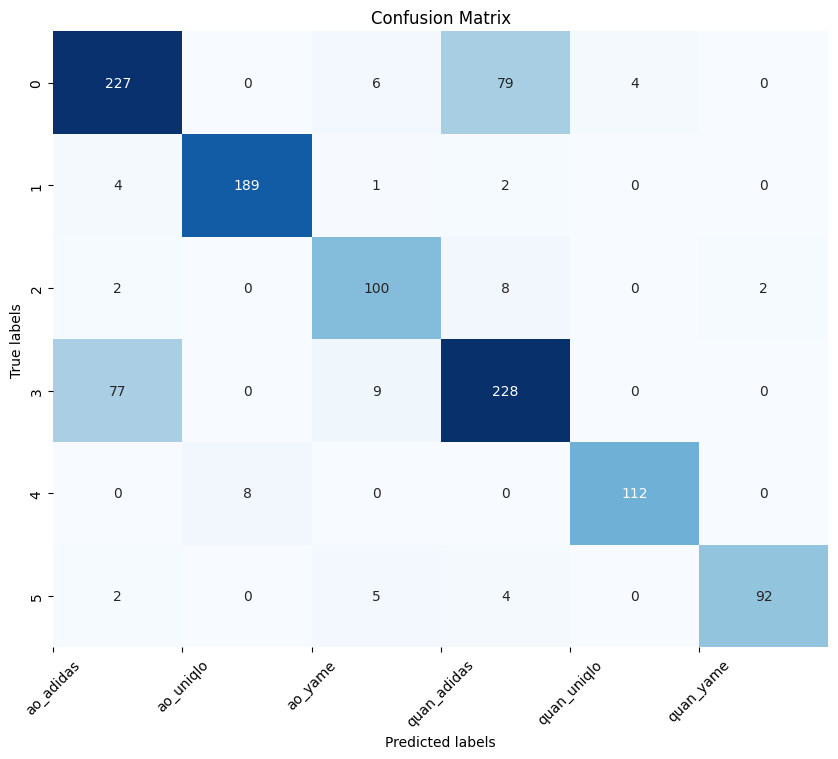 Confusion Matrix
0 227 0 6 79 4 0
1 4 189 1 2 0 0
2 2 0 100 8 0 2
3 77 0 9 228 0 0
4 0 8 0 0 112 0
5 2 0 5 4 0 92
True labels
ao_adidas ao_uniqlo ao_yame quan_adidas quan_uniqlo quan_yame
Predicted labels